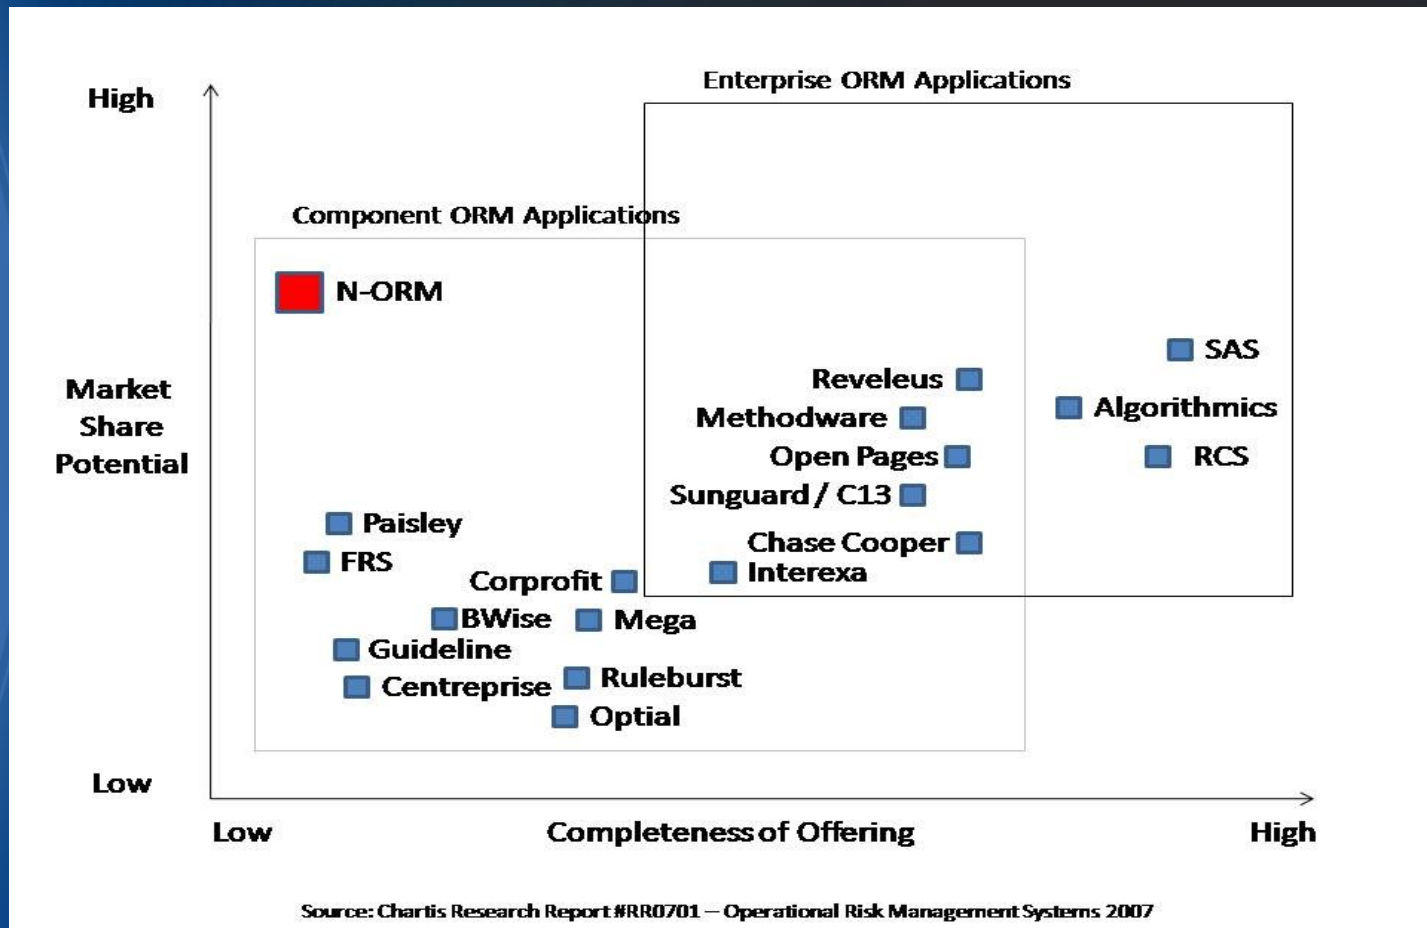 Enterprise ORM Applications
High
Component ORM Applications
N-ORM
SAS
Reveleus
Market
Share
Potential
Algorithmics
Methodware
Open Pages
RCS
Sunguard / C13
Paisley
Chase Cooper
FRS
Interexa
Corprofit
BWise
Mega
Guideline
Ruleburst
Centreprise
Optial
Low
Low
Completeness of Offering
High
Source: Chartis Research Report #RR0701 – Operational Risk Management Systems 2007